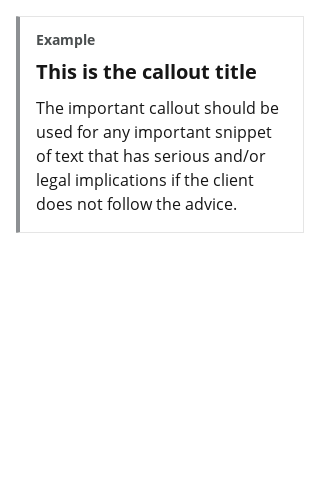 Example
This is the callout title
The important callout should be
used for any important snippet
of text that has serious and/or
legal implications if the client
does not follow the advice.